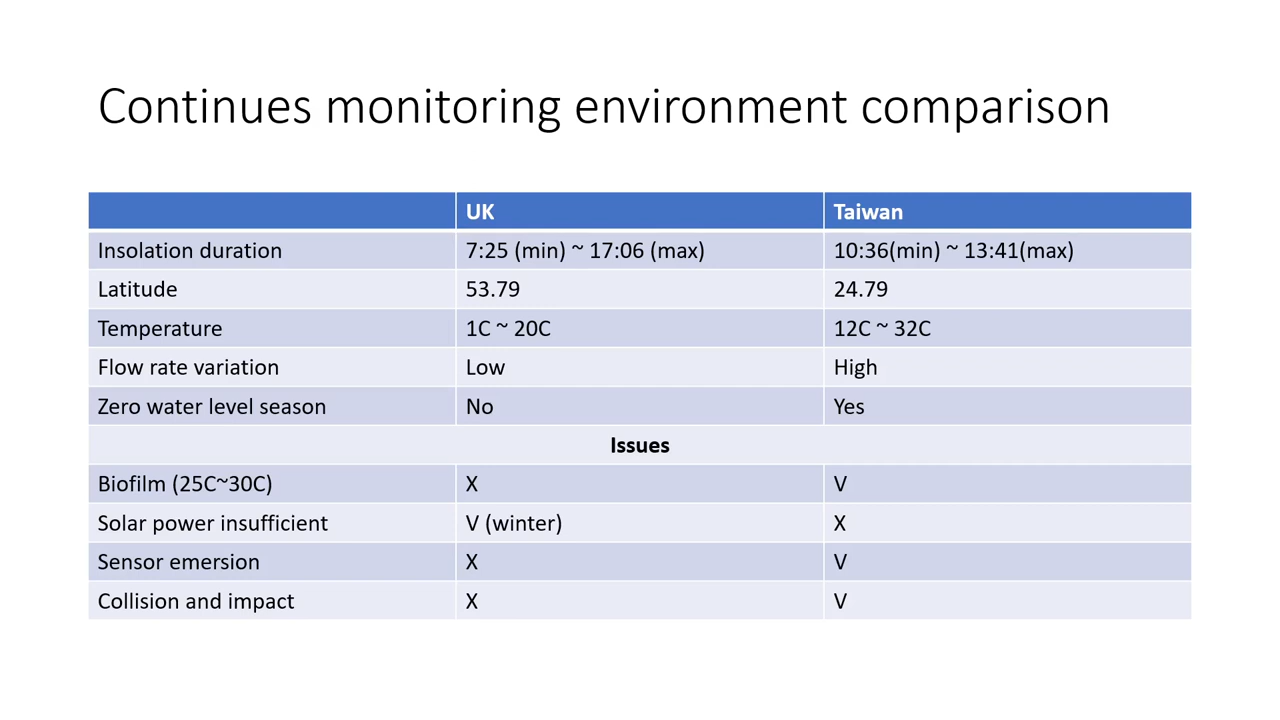 Continues monitoring environment comparison
UK Taiwan
Insolation duration 7:25 (min) ~ 17:06 (max) 10:36(min) ~ 13:41(max)
Latitude 53.79 24.79
Temperature 1C ~ 20C 12C ~ 32C
Flow rate variation Low High
Zero water level season No Yes
Issues
Biofilm (25C~30C) X V
Solar power insufficient V (winter) X
Sensor emersion X V
Collision and impact X V